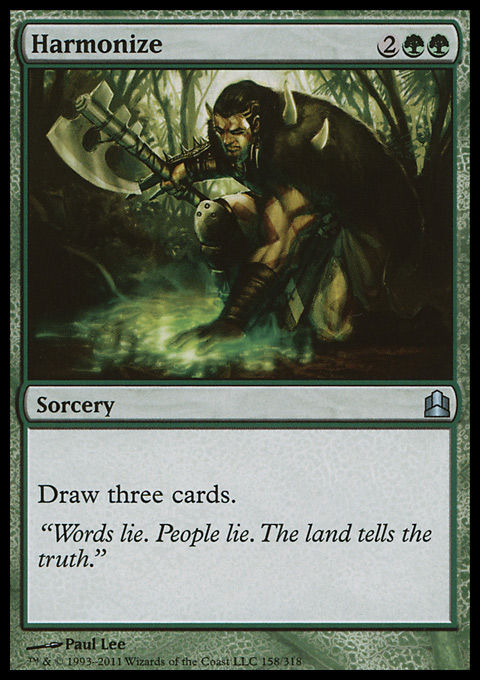 Harmonize 2
Sorcery
Draw three cards.
“Words lie. People lie. The land tells the
truth.”
Paul Lee
™ & © 1993–2011 Wizards of the Coast LLC 158/318